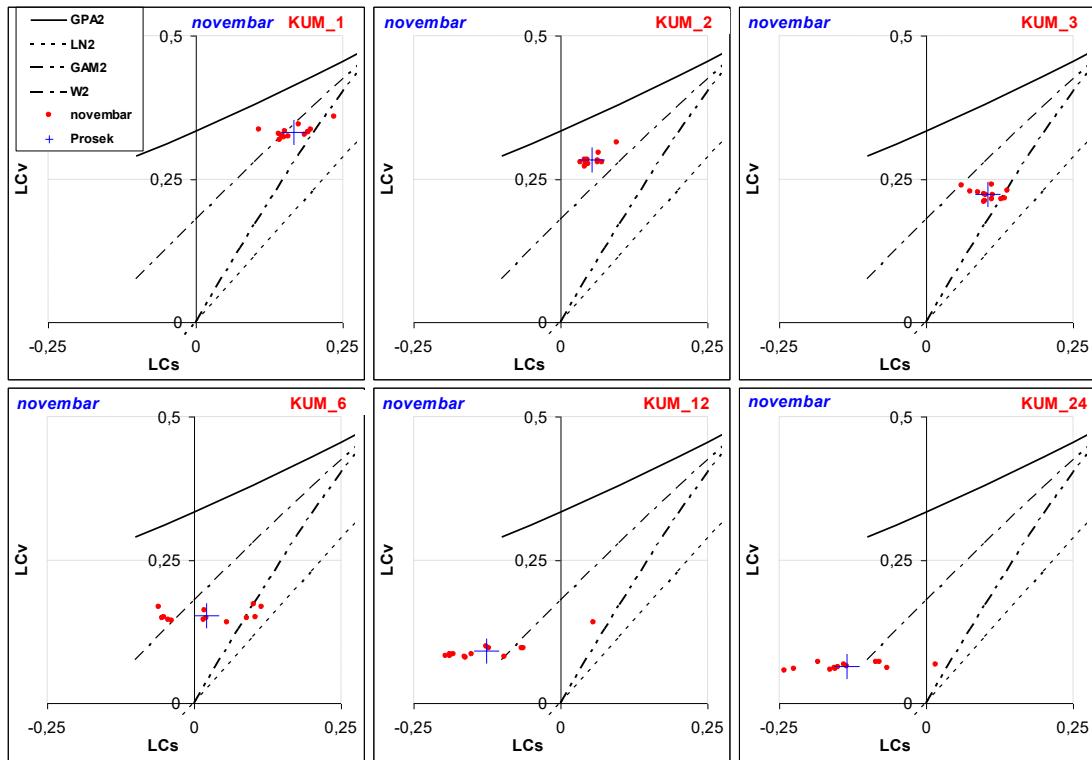 GPA2
LN2
GAM2
W2
novembar
Prosek
novembar KUM_1
0,5
0,25
0
-0,25 0 0,25
LCv
LCs
novembar KUM_2
0,5
0,25
0
-0,25 0 0,25
LCv
LCs
novembar KUM_3
0,5
0,25
0
-0,25 0 0,25
LCv
LCs
novembar KUM_6
0,5
0,25
0
-0,25 0 0,25
LCv
LCs
novembar KUM_12
0,5
0,25
0
-0,25 0 0,25
LCv
LCs
novembar KUM_24
0,5
0,25
0
-0,25 0 0,25
LCv
LCs